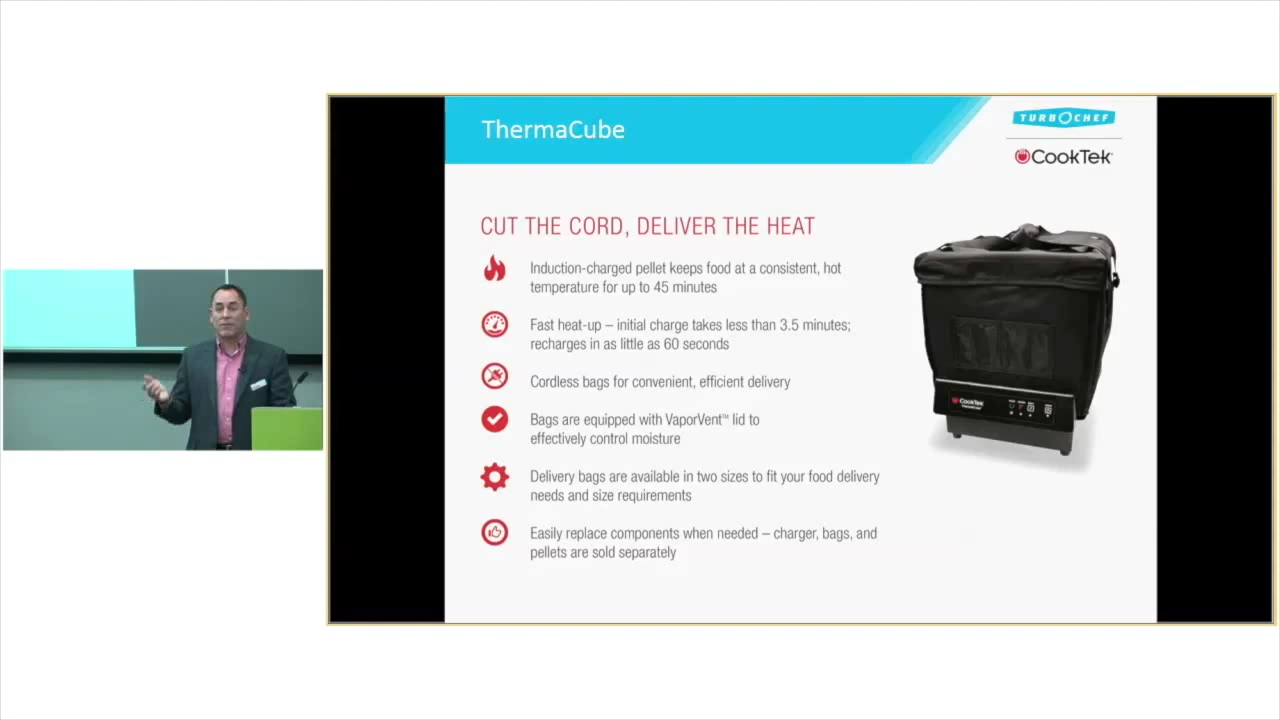 ThermaCube
TURBOCHEF
CookTek
CUT THE CORD, DELIVER THE HEAT
Induction-charged pellet keeps food at a consistent, hot
temperature for up to 45 minutes
Fast heat-up – initial charge takes less than 3.5 minutes;
recharges in as little as 60 seconds
Cordless bags for convenient, efficient delivery
Bags are equipped with VaporVent™ lid to
effectively control moisture
Delivery bags are available in two sizes to fit your food delivery
needs and size requirements
Easily replace components when needed – charger, bags, and
pellets are sold separately
CookTek
ThermaCube